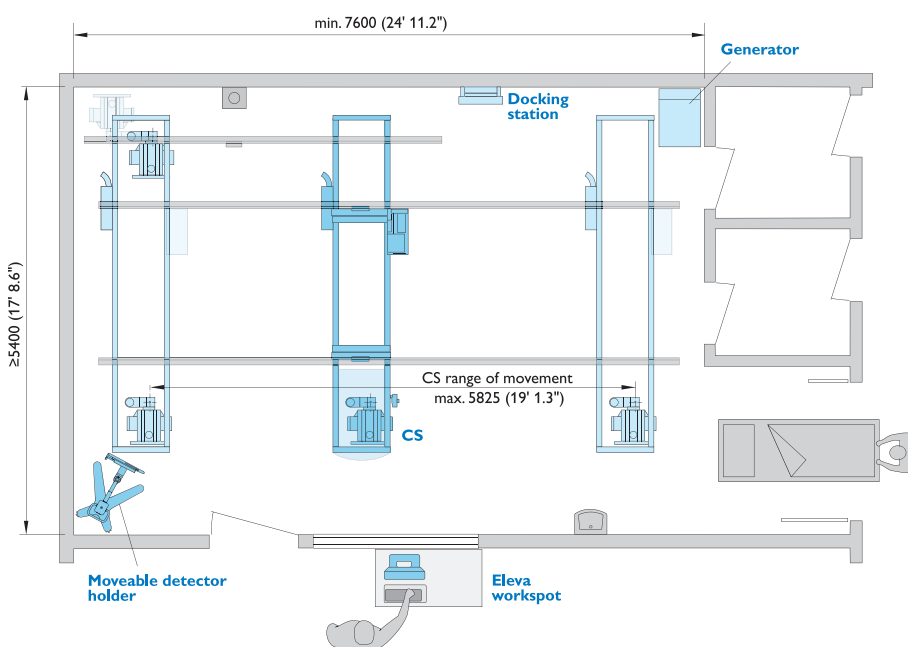 min. 7600 (24' 11.2")
Generator
Docking
station
≥5400 (17' 8.6")
CS range of movement
max. 5825 (19' 1.3")
CS
Moveable detector
holder
Eleva
workspot